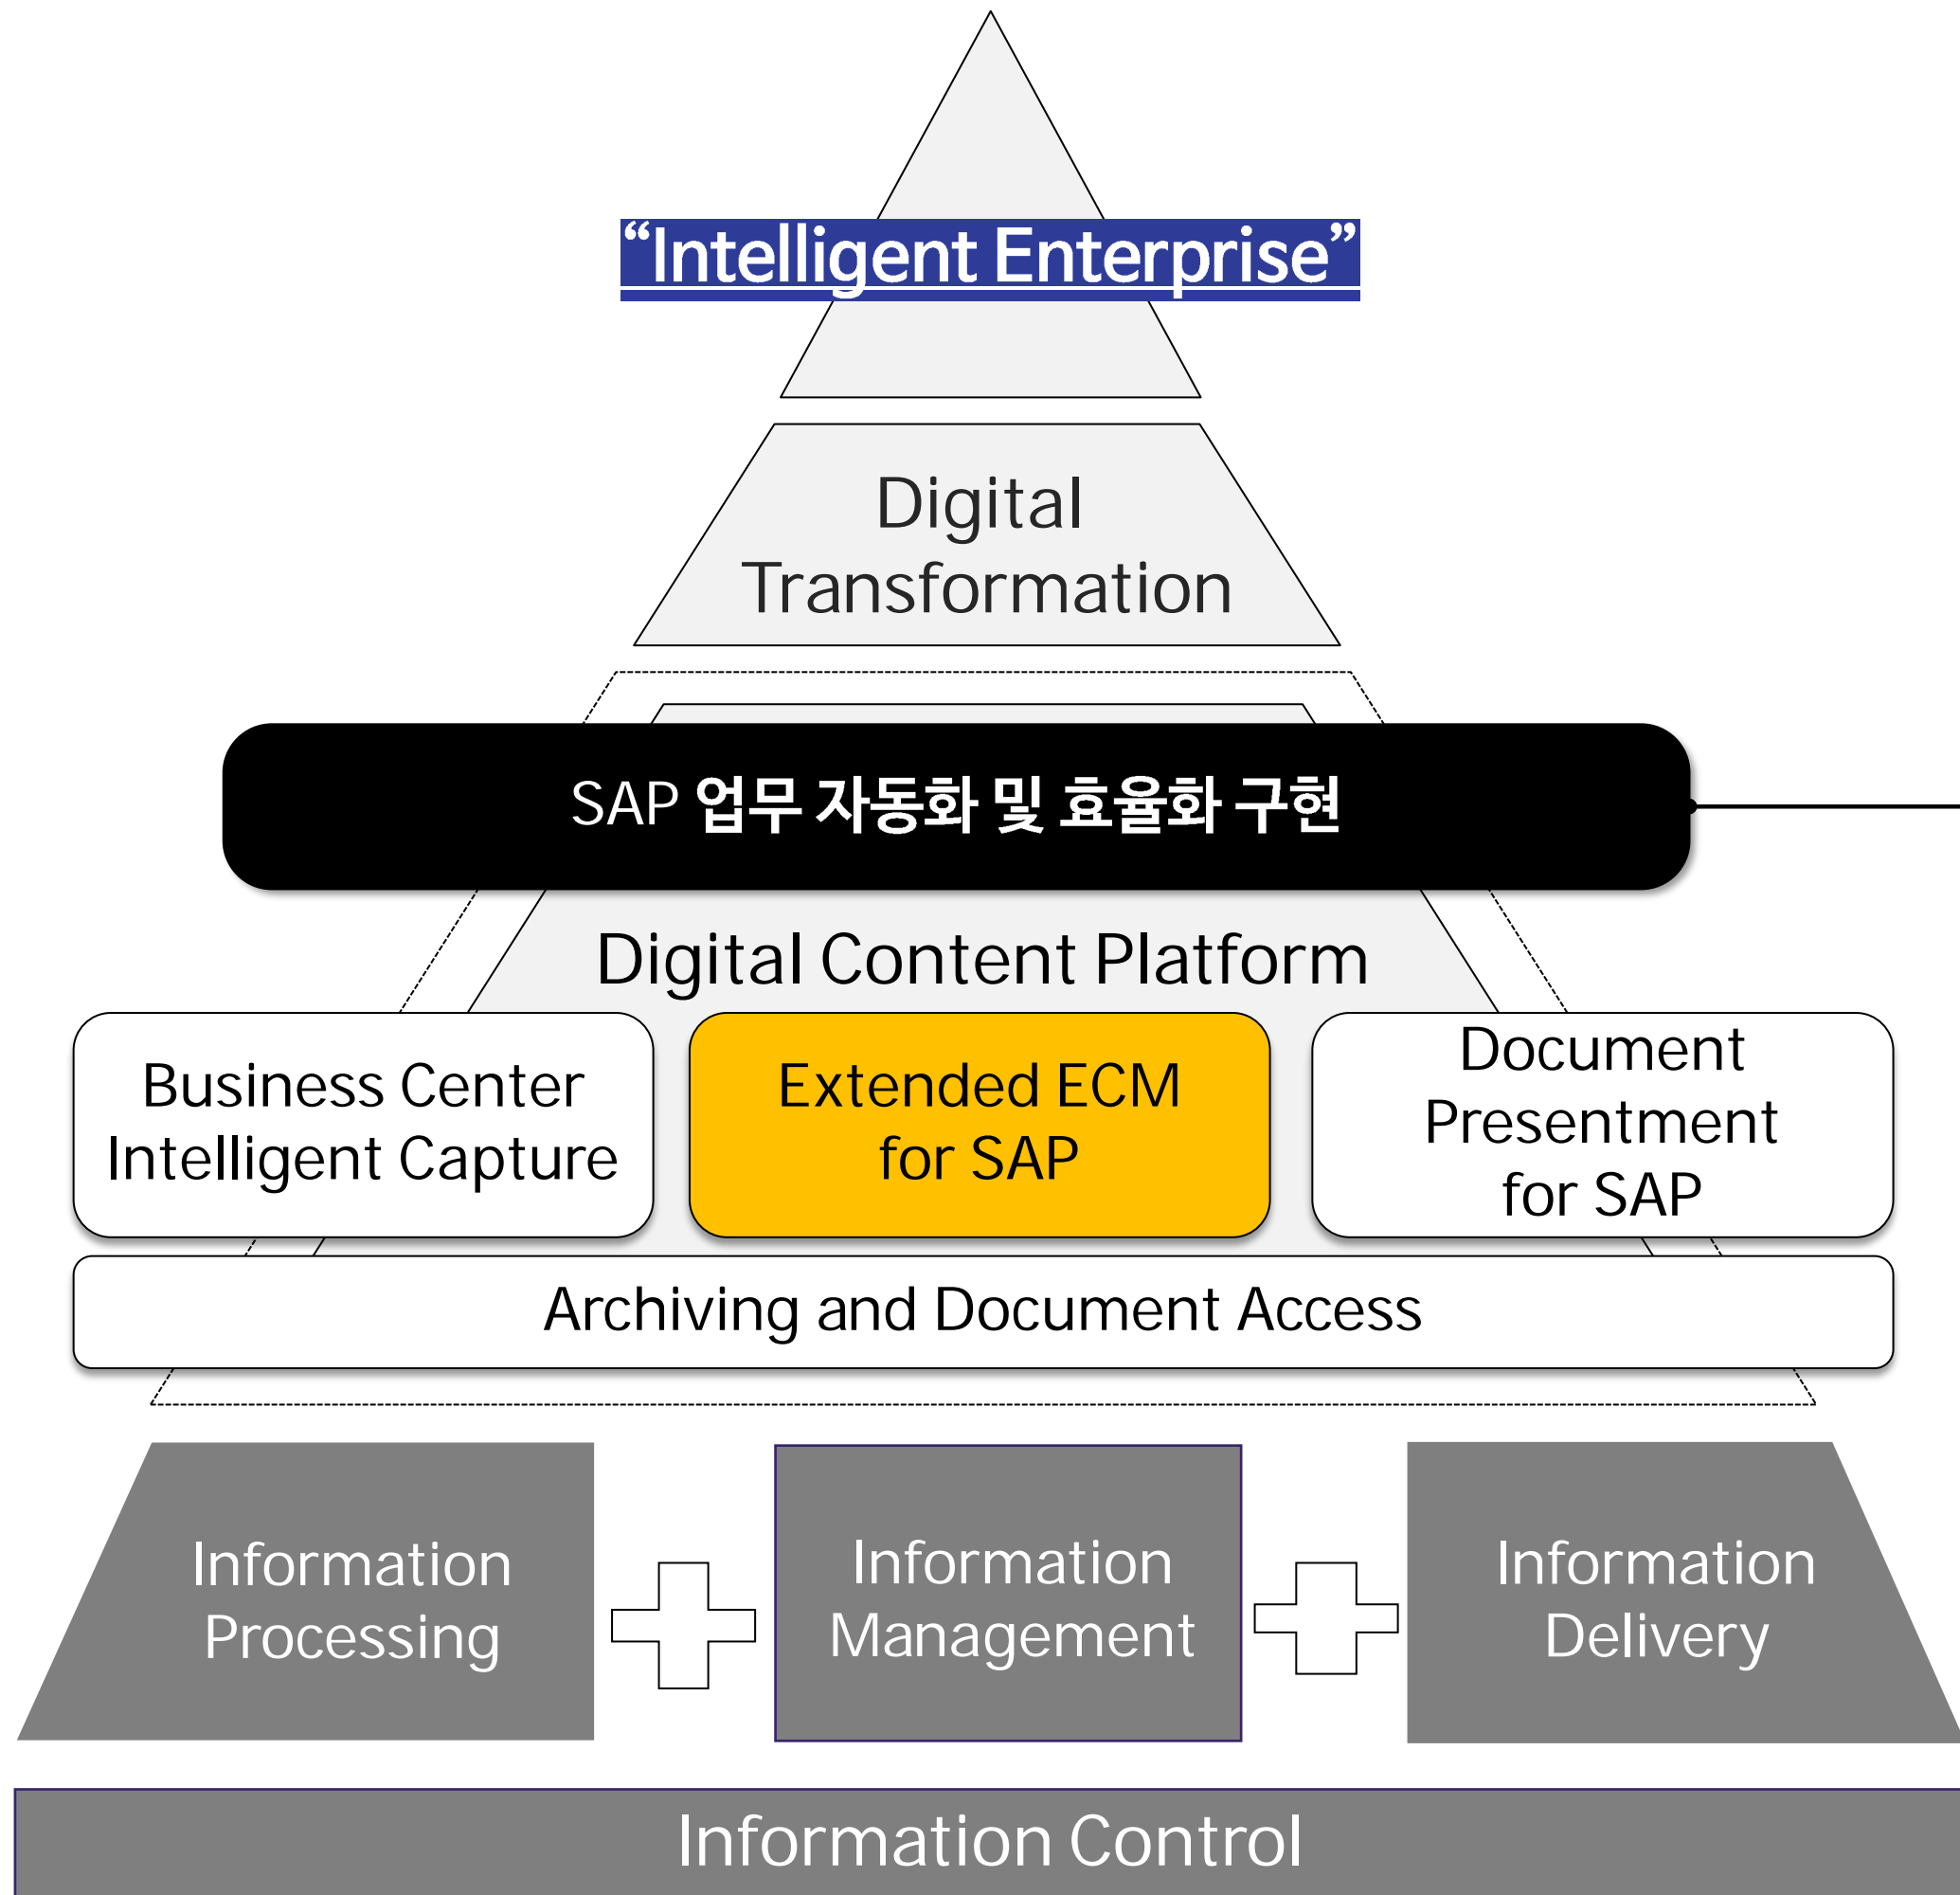 “Intelligent Enterprise”
Digital
Transformation
SAP 업무 자동화 및 효율화 구현
Digital Content Platform
Business Center
Intelligent Capture
Extended ECM
for SAP
Document
Presentment
for SAP
Archiving and Document Access
Information
Processing
Information
Management
Information
Delivery
Information Control